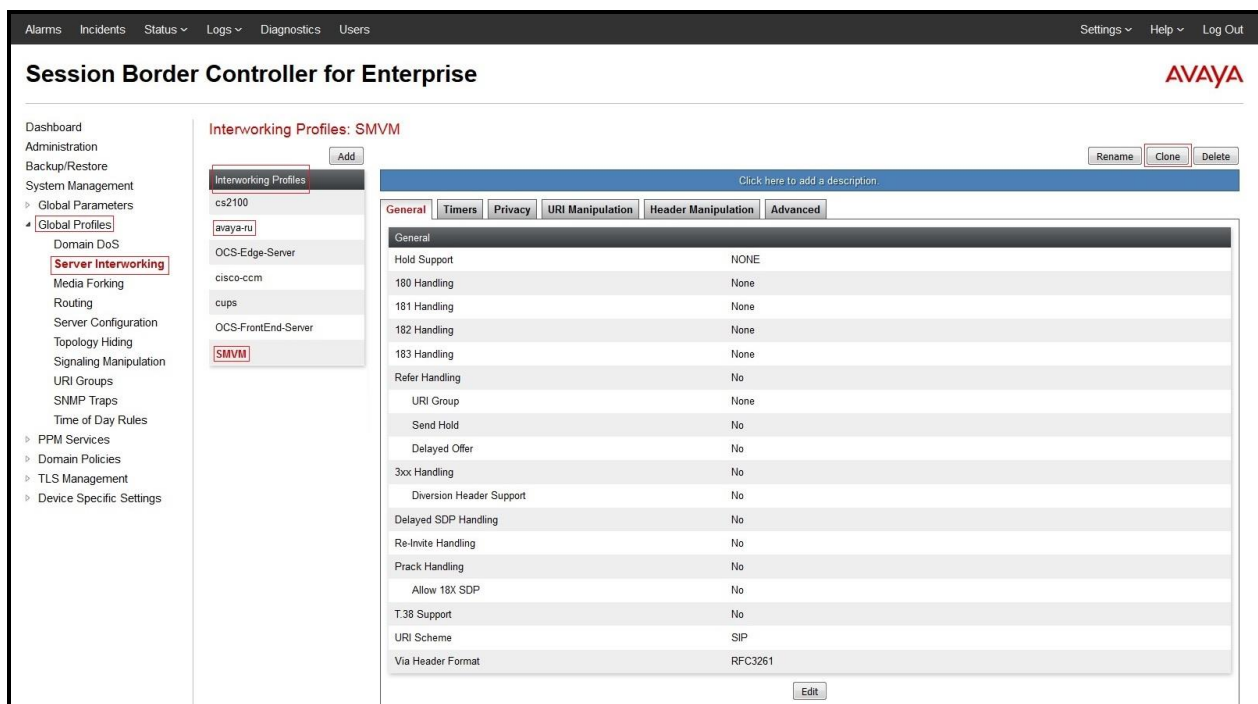 Alarms Incidents Status Logs Diagnostics Users Settings Help Log Out
Session Border Controller for Enterprise
AVAYA
Dashboard
Administration
Backup/Restore
System Management
Global Parameters
Global Profiles
Domain DoS
Server Interworking
Media Forking
Routing
Server Configuration
Topology Hiding
Signaling Manipulation
URI Groups
SNMP Traps
Time of Day Rules
PPM Services
Domain Policies
TLS Management
Device Specific Settings
Interworking Profiles: SMVM
Add
Rename Clone Delete
Interworking Profiles
cs2100
avaya-ru
OCS-Edge-Server
cisco-ccm
cups
OCS-FrontEnd-Server
SMVM
Click here to add a description.
General Timers Privacy URI Manipulation Header Manipulation Advanced
General
Hold Support NONE
180 Handling None
181 Handling None
182 Handling None
183 Handling None
Refer Handling No
URI Group None
Send Hold No
Delayed Offer No
3xx Handling No
Diversion Header Support No
Delayed SDP Handling No
Re-Invite Handling No
Prack Handling No
Allow 18X SDP No
T.38 Support No
URI Scheme SIP
Via Header Format RFC3261
Edit